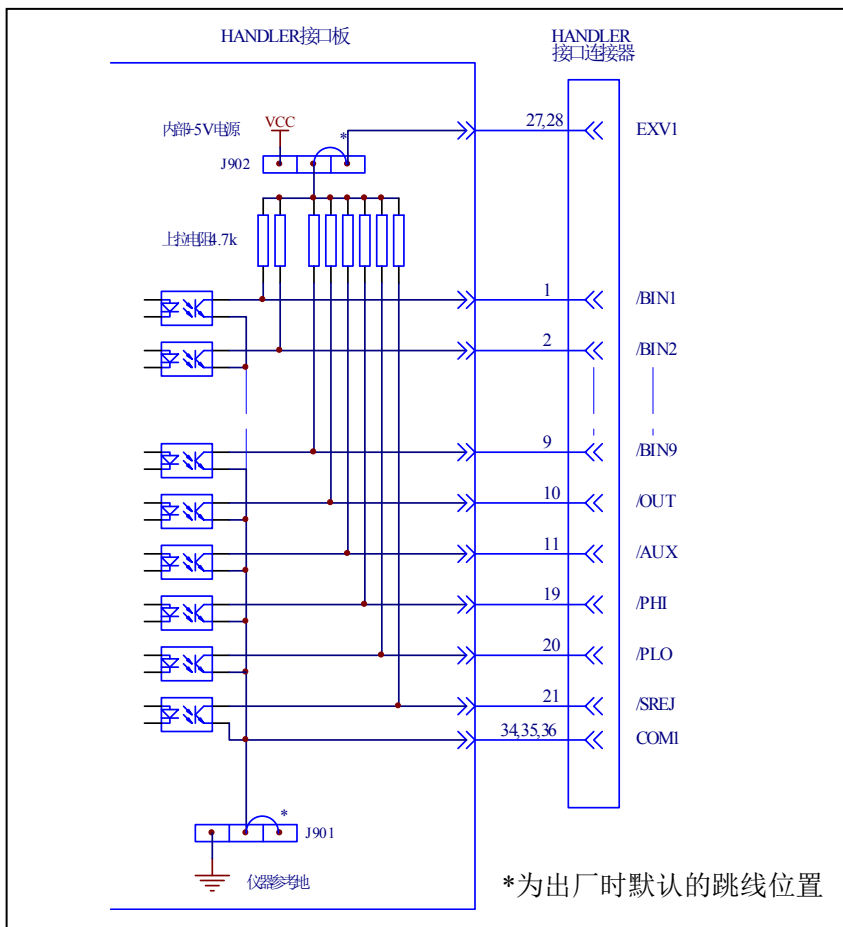 HANDLER接口板
HANDLER
接口连接器
内部+5V电源
VCC
*
27,28
EXV1
J902
上拉电阻4.7k
1
/BIN1
2
/BIN2
9
/BIN9
10
/OUT
11
/AUX
19
/PHI
20
/PLO
21
/SREJ
34,35,36
COM1
*
J901
仪器参考地
*为出厂时默认的跳线位置